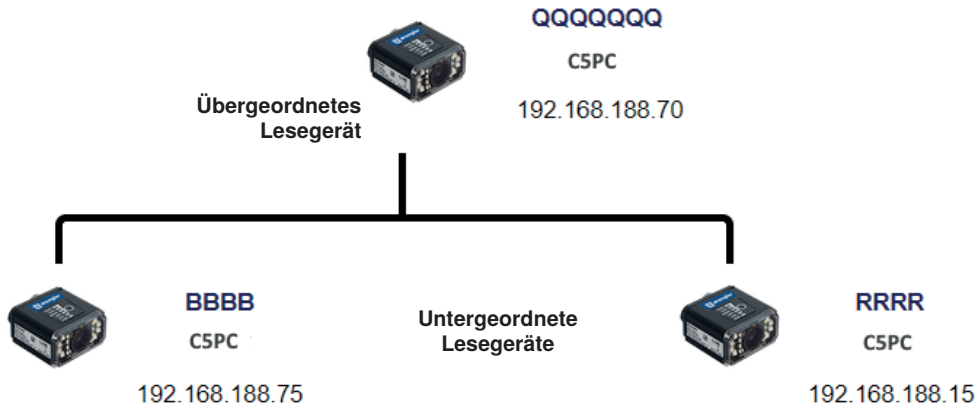 QQQQQQQ
C5PC
192.168.188.70
Übergeordnetes
Lesegerät
BBBB
C5PC
192.168.188.75
Untergeordnete
Lesegeräte
RRRR
C5PC
192.168.188.15